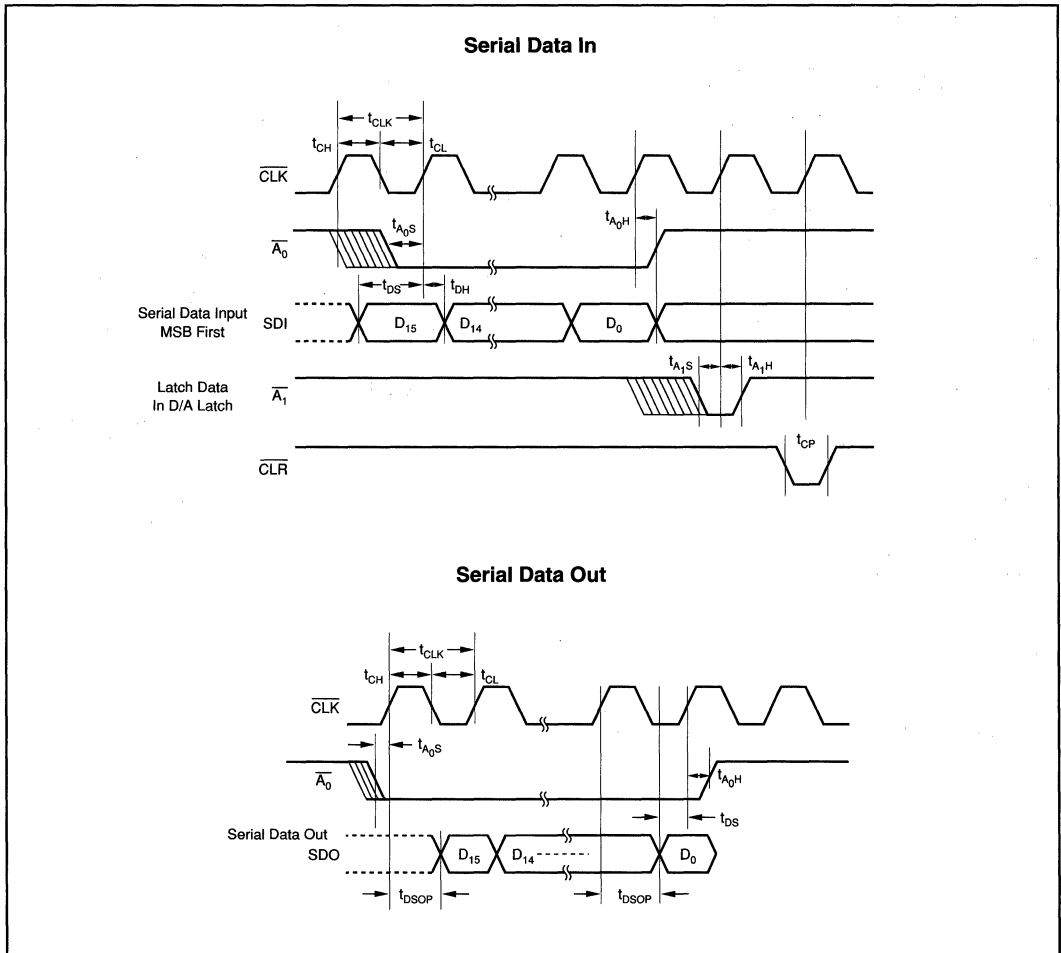 Serial Data In
tCLK
tCH
tCL
CLK
tA0S
tA0H
A0
tDS
tDH
Serial Data Input
MSB First
SDI
D15
D14
D0
tA1S
tA1H
Latch Data
In D/A Latch
A1
tCP
CLR
Serial Data Out
tCLK
tCH
tCL
CLK
tA0S
A0
tA0H
tDS
Serial Data Out
SDO
D15
D14
D0
tDSOP
tDSOP